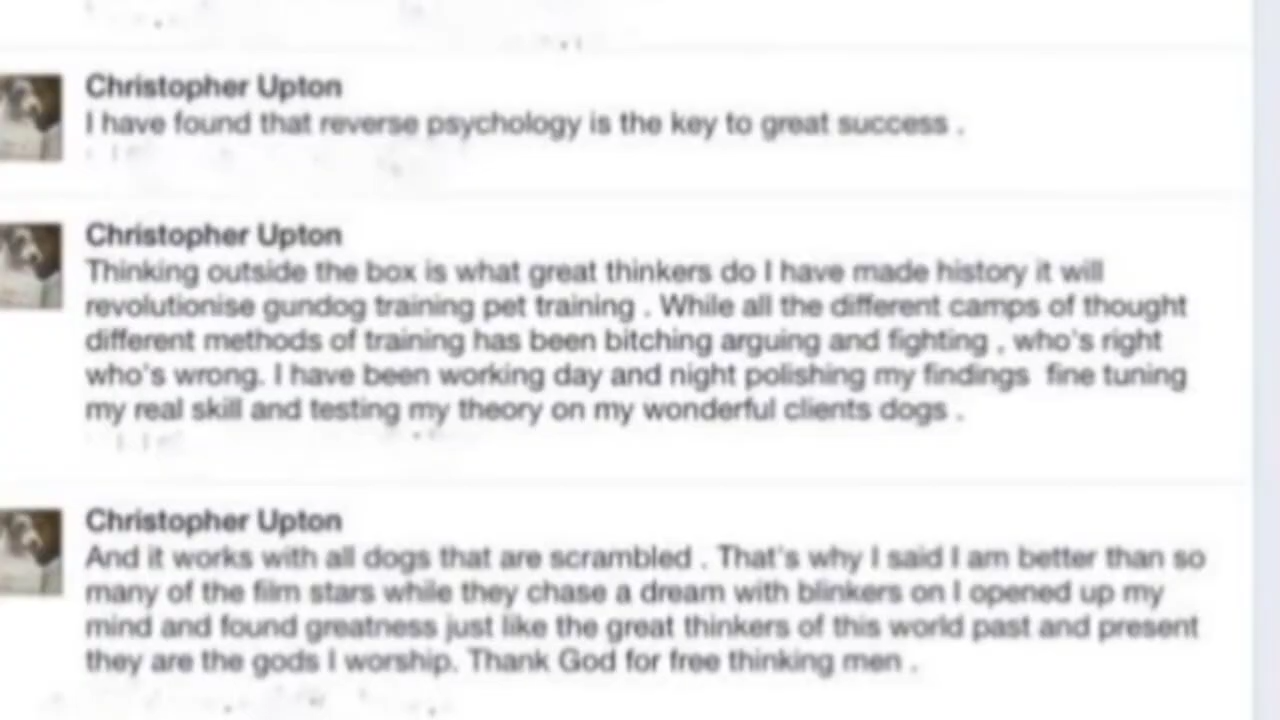 Christopher Upton
I have found that reverse psychology is the key to great success .
Christopher Upton
Thinking outside the box is what great thinkers do I have made history it will
revolutionise gundog training pet training . While all the different camps of thought
different methods of training has been bitching arguing and fighting , who's right
who's wrong. I have been working day and night polishing my findings  fine tuning
my real skill and testing my theory on my wonderful clients dogs .
Christopher Upton
And it works with all dogs that are scrambled . That's why I said I am better than so
many of the film stars while they chase a dream with blinkers on I opened up my
mind and found greatness just like the great thinkers of this world past and present
they are the gods I worship. Thank God for free thinking men .